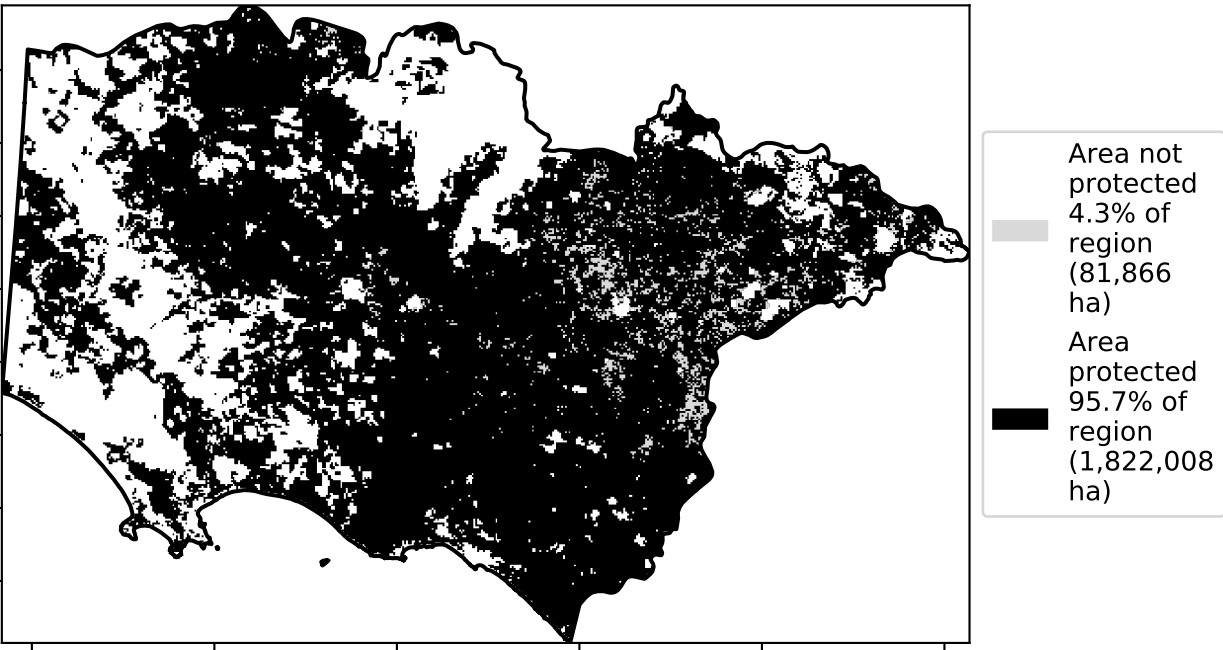 Area not
protected
4.3% of
region
(81,866
ha)
Area
protected
95.7% of
region
(1,822,008
ha)